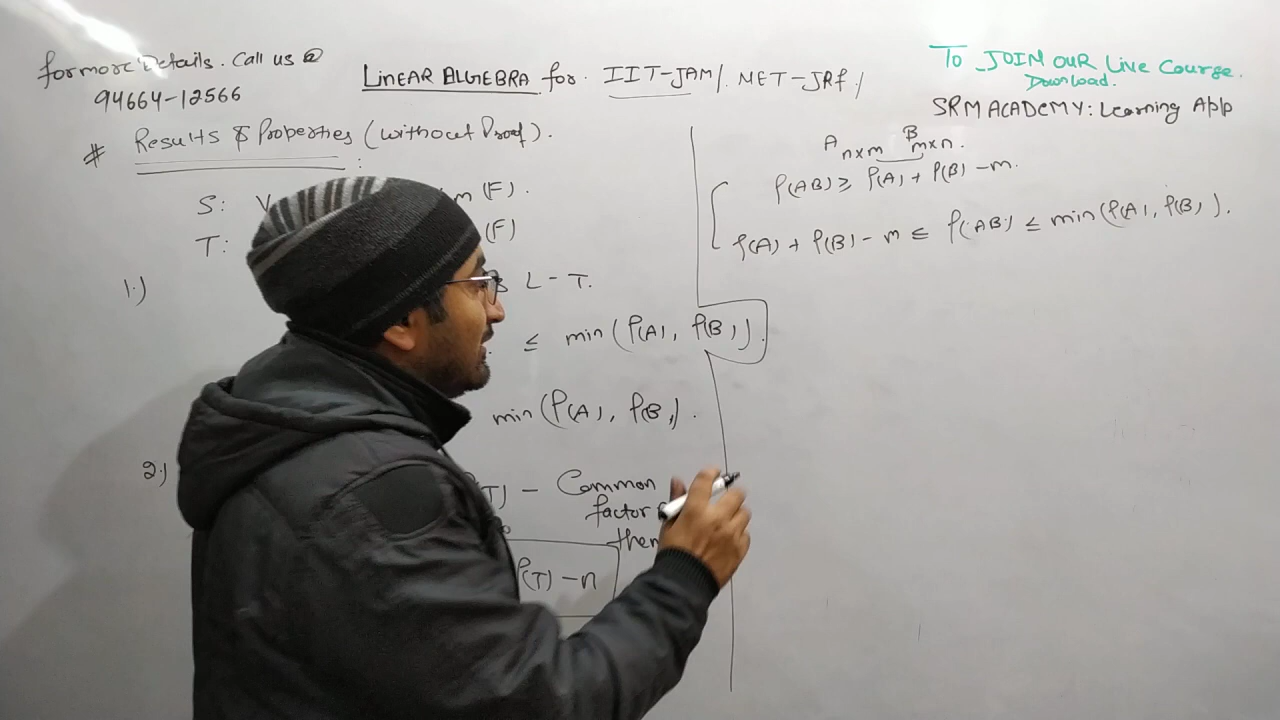 for more Details. Call us @
94664-12566
LINEAR ALGEBRA for IIT-JAM/. NET-JRF/
To JOIN OUR Live Course.
Download.
SRM ACADEMY: Learning App
# Results & Properties (without Proof).
S: V m(F).
T: (F)
1.) L-T.
≤ min(ρ(A), ρ(B)).
min(ρ(A), ρ(B)).
2.) ρ(T) - Common
factor
them
ρ(T) - n
A n×m B m×n.
ρ(AB) ≥ ρ(A) + ρ(B) - m.
ρ(A) + ρ(B) - m ≤ ρ(AB) ≤ min(ρ(A), ρ(B)).